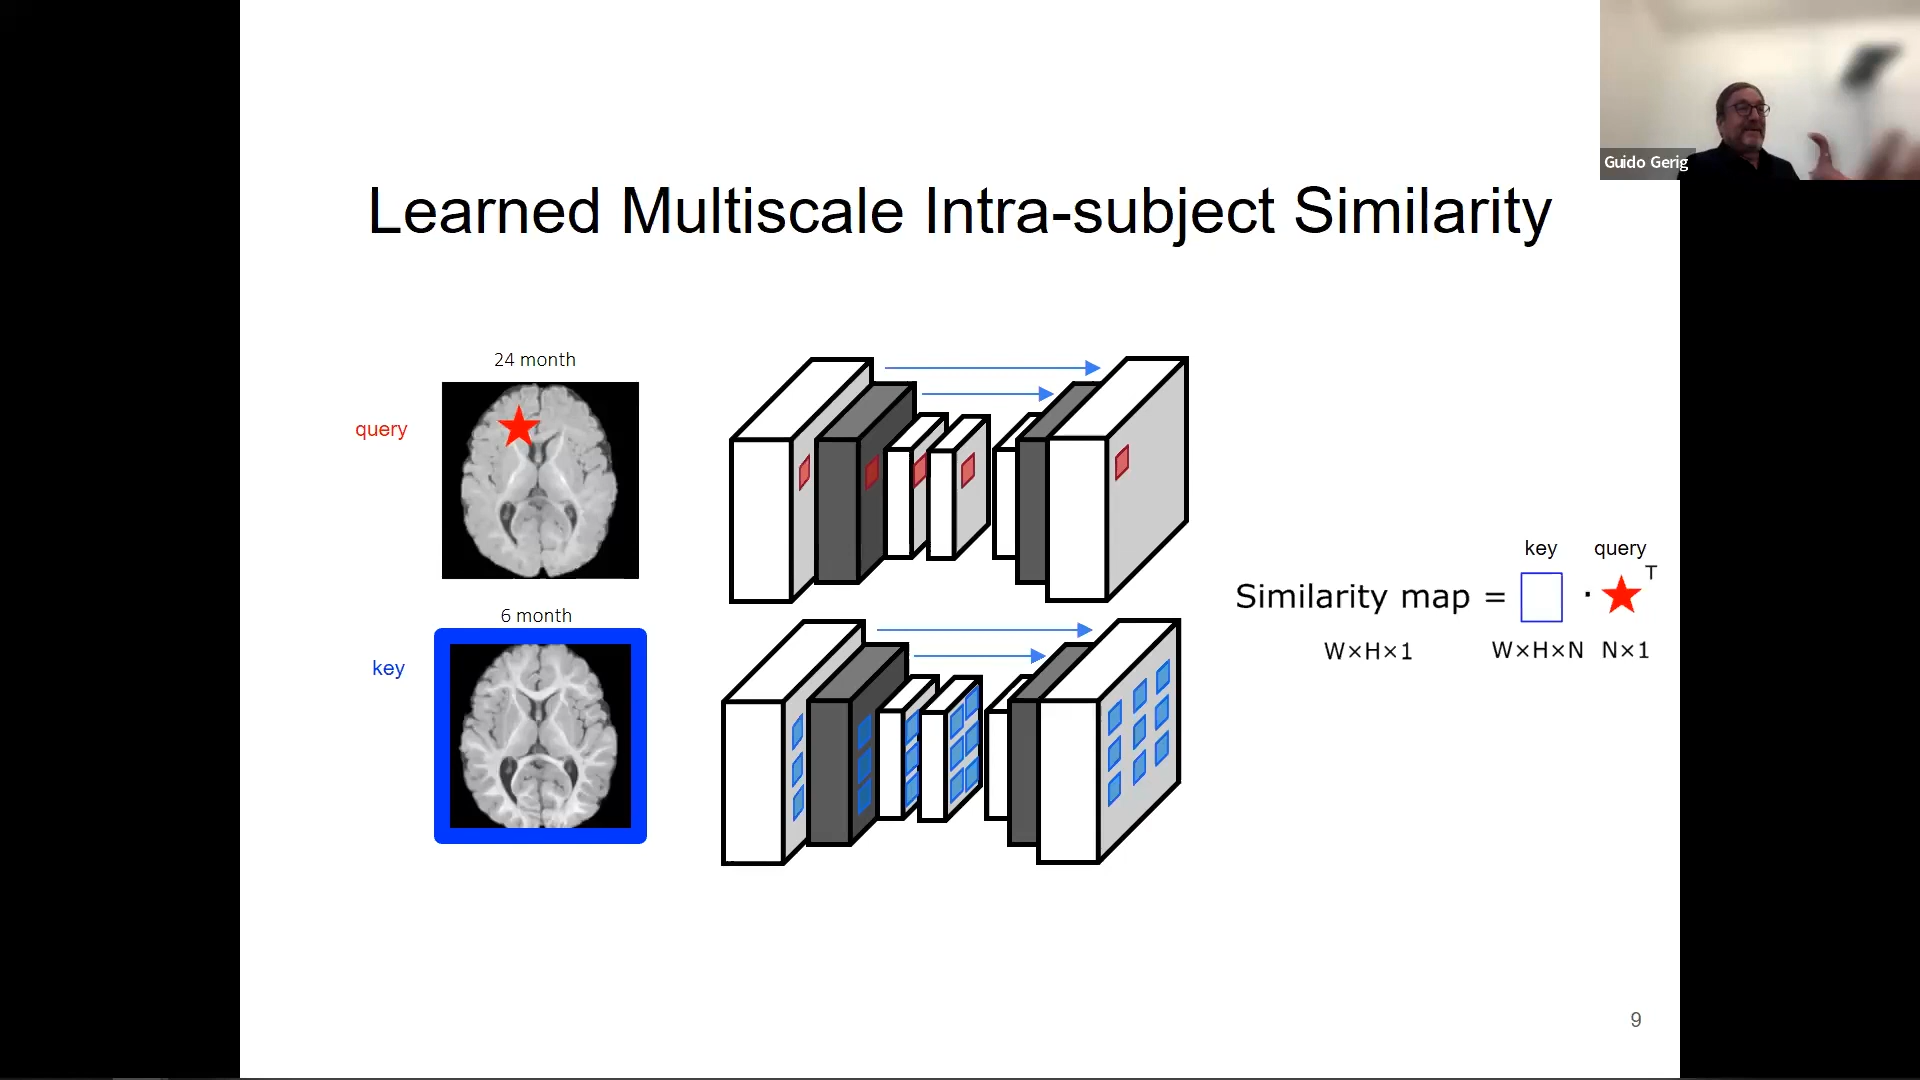 Guido Gerig
Learned Multiscale Intra-subject Similarity
24 month
query
6 month
key
key query
Similarity map = · T
W×H×1 W×H×N N×1
9